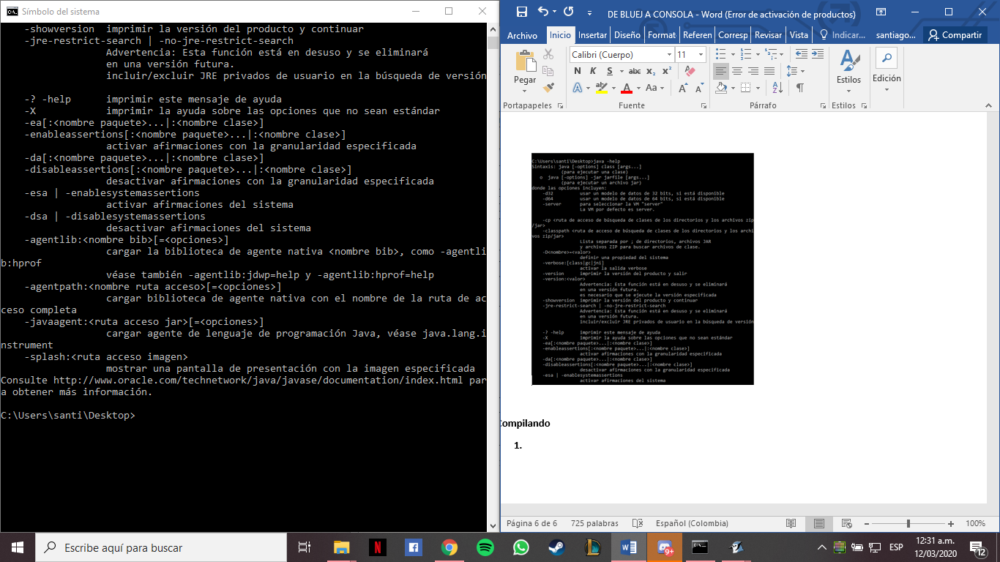 Símbolo del sistema
-showversion  imprimir la versión del producto y continuar
-jre-restrict-search | -no-jre-restrict-search
Advertencia: Esta función está en desuso y se eliminará
en una versión futura.
incluir/excluir JRE privados de usuario en la búsqueda de versión
-? -help      imprimir este mensaje de ayuda
-X            imprimir la ayuda sobre las opciones que no sean estándar
-ea[:<nombre paquete>...|:<nombre clase>]
-enableassertions[:<nombre paquete>...|:<nombre clase>]
activar afirmaciones con la granularidad especificada
-da[:<nombre paquete>...|:<nombre clase>]
-disableassertions[:<nombre paquete>...|:<nombre clase>]
desactivar afirmaciones con la granularidad especificada
-esa | -enablesystemassertions
activar afirmaciones del sistema
-dsa | -disablesystemassertions
desactivar afirmaciones del sistema
-agentlib:<nombre bib>[=<opciones>]
cargar la biblioteca de agente nativa <nombre bib>, como -agentli
b:hprof
véase también -agentlib:jdwp=help y -agentlib:hprof=help
-agentpath:<nombre ruta acceso>[=<opciones>]
cargar biblioteca de agente nativa con el nombre de la ruta de ac
ceso completa
-javaagent:<ruta acceso jar>[=<opciones>]
cargar agente de lenguaje de programación Java, véase java.lang.i
nstrument
-splash:<ruta acceso imagen>
mostrar una pantalla de presentación con la imagen especificada
Consulte http://www.oracle.com/technetwork/java/javase/documentation/index.html par
a obtener más información.
C:\Users\santi\Desktop>
DE BLUEJ A CONSOLA - Word (Error de activación de productos)
Archivo Inicio Insertar Diseño Format Referen Corresp Revisar Vista Indicar... santiago... Compartir
Calibri (Cuerpo) 11
Pegar
N K S abc x₂ x²
A ab A Aa A A
Estilos
Edición
Portapapeles Fuente Párrafo Estilos
C:\Users\santi\Desktop>java -help
Sintaxis: java [-options] class [args...]
(para ejecutar una clase)
o  java [-options] -jar jarfile [args...]
(para ejecutar un archivo jar)
donde las opciones incluyen:
-d32          usar un modelo de datos de 32 bits, si está disponible
-d64          usar un modelo de datos de 64 bits, si está disponible
-server       para seleccionar la VM "server"
La VM por defecto es server.
-cp <ruta de acceso de búsqueda de clases de los directorios y los archivos zip
/jar>
-classpath <ruta de acceso de búsqueda de clases de los directorios y los archi
vos zip/jar>
Lista separada por ; de directorios, archivos JAR
y archivos ZIP para buscar archivos de clase.
-D<nombre>=<valor>
definir una propiedad del sistema
-verbose:[class|gc|jni]
activar la salida verbose
-version      imprimir la versión del producto y salir
-version:<valor>
Advertencia: Esta función está en desuso y se eliminará
en una versión futura.
es necesario que se ejecute la versión especificada
-showversion  imprimir la versión del producto y continuar
-jre-restrict-search | -no-jre-restrict-search
Advertencia: Esta función está en desuso y se eliminará
en una versión futura.
incluir/excluir JRE privados de usuario en la búsqueda de versión
-? -help      imprimir este mensaje de ayuda
-X            imprimir la ayuda sobre las opciones que no sean estándar
-ea[:<nombre paquete>...|:<nombre clase>]
-enableassertions[:<nombre paquete>...|:<nombre clase>]
activar afirmaciones con la granularidad especificada
-da[:<nombre paquete>...|:<nombre clase>]
-disableassertions[:<nombre paquete>...|:<nombre clase>]
desactivar afirmaciones con la granularidad especificada
-esa | -enablesystemassertions
activar afirmaciones del sistema
Compilando
1.
Página 6 de 6 725 palabras Español (Colombia) 100%
Escribe aquí para buscar
9+
ESP
12:31 a.m.
12/03/2020
12